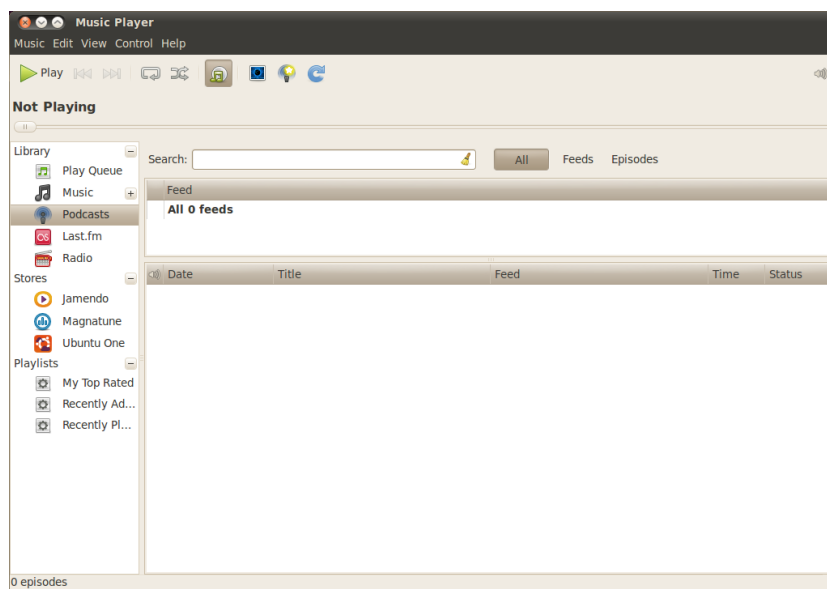 Music Player
Music Edit View Control Help
Play
Not Playing
Library
Play Queue
Music
Podcasts
Last.fm
Radio
Stores
Jamendo
Magnatune
Ubuntu One
Playlists
My Top Rated
Recently Ad...
Recently Pl...
Search: All Feeds Episodes
Feed
All 0 feeds
Date Title Feed Time Status
0 episodes